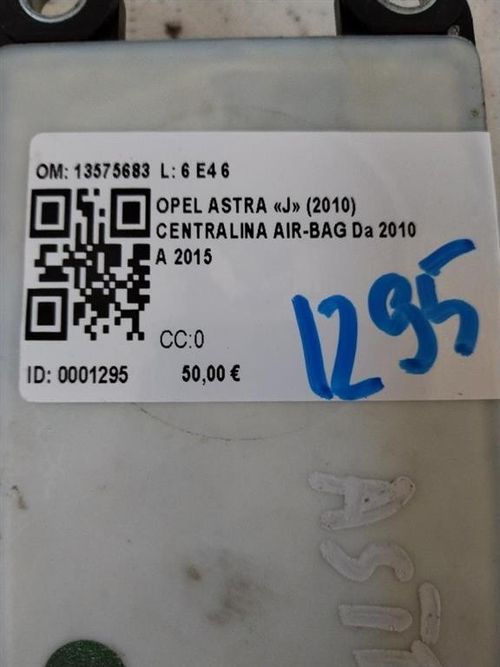 OM: 13575683 L: 6 E4 6
OPEL ASTRA «J» (2010)
CENTRALINA AIR-BAG Da 2010
A 2015
CC:0
ID: 0001295 50,00 €
1295